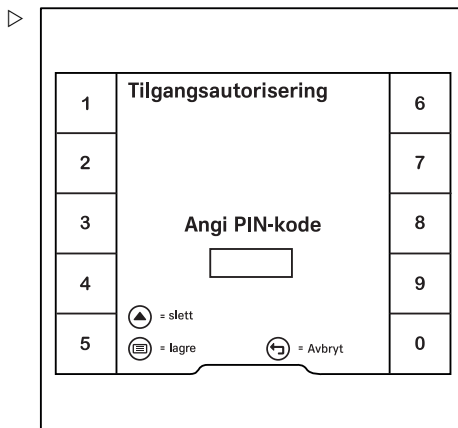 Tilgangsautorisering
1
6
2
7
3
Angi PIN-kode
8
4
9
= slett
5
= lagre
= Avbryt
0